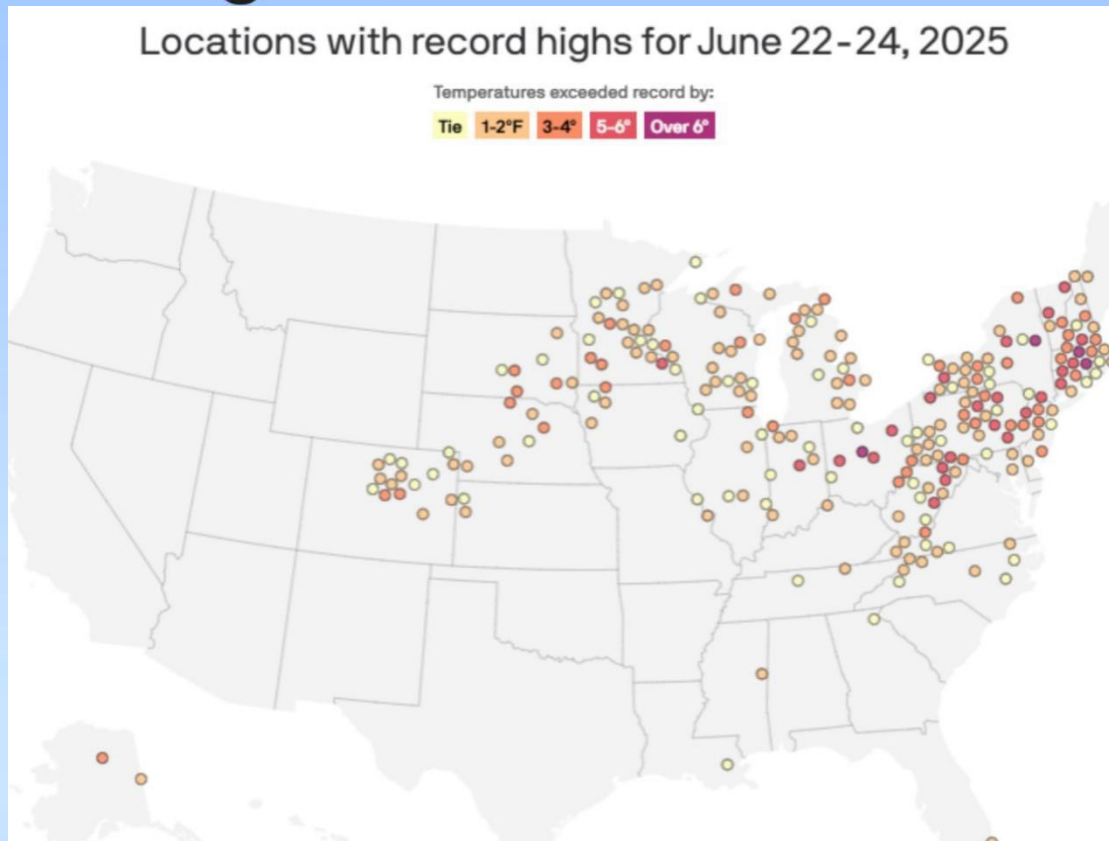 Locations with record highs for June 22-24, 2025
Temperatures exceeded record by:
Tie 1-2°F 3-4° 5-6° Over 6°